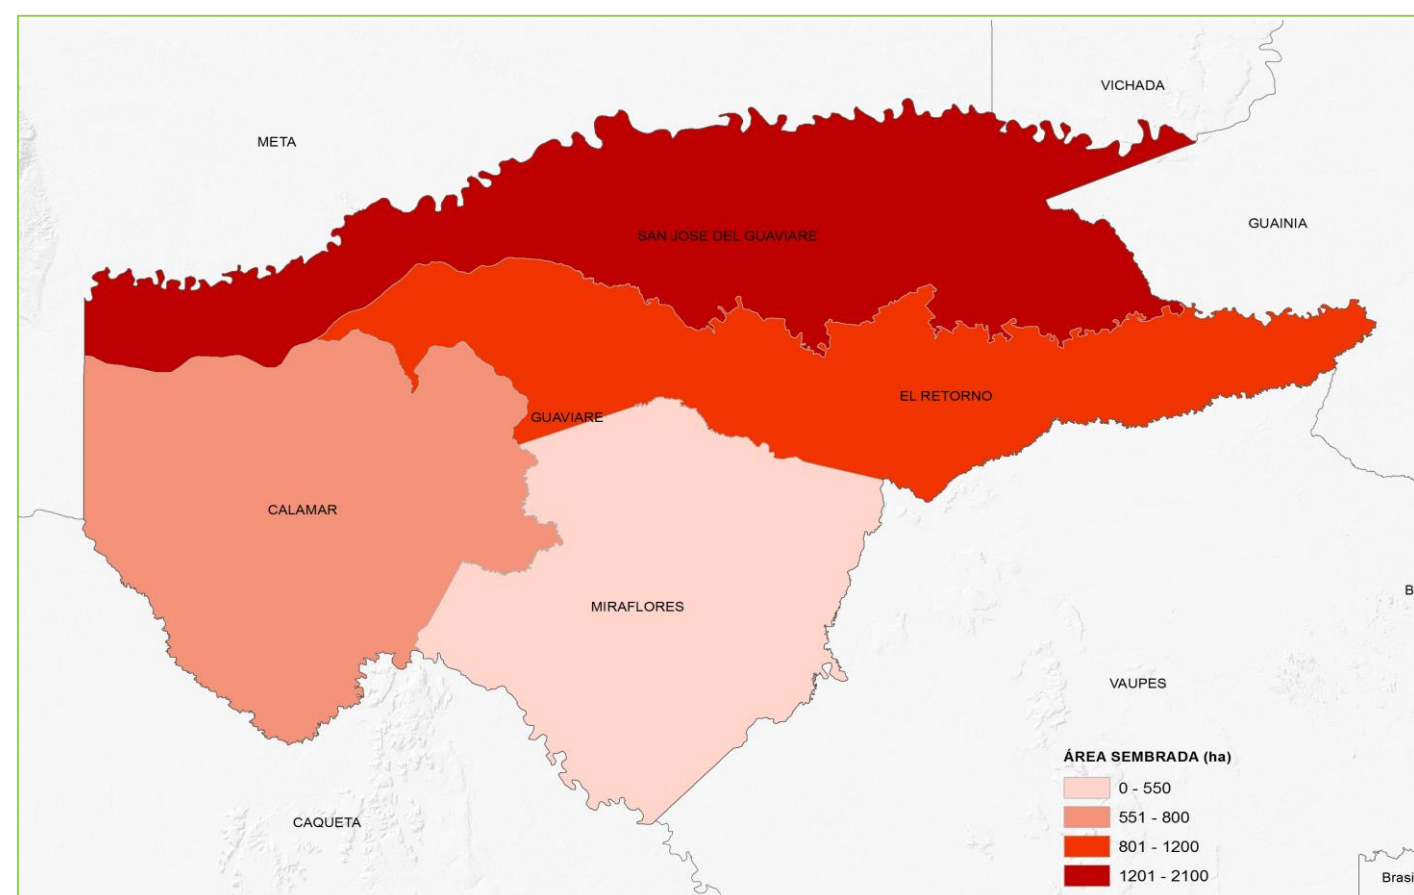 VICHADA
META
GUAINIA
SAN JOSE DEL GUAVIARE
EL RETORNO
GUAVIARE
CALAMAR
B
MIRAFLORES
VAUPES
CAQUETA
ÁREA SEMBRADA (ha)
0 - 550
551 - 800
801 - 1200
1201 - 2100
Brasi